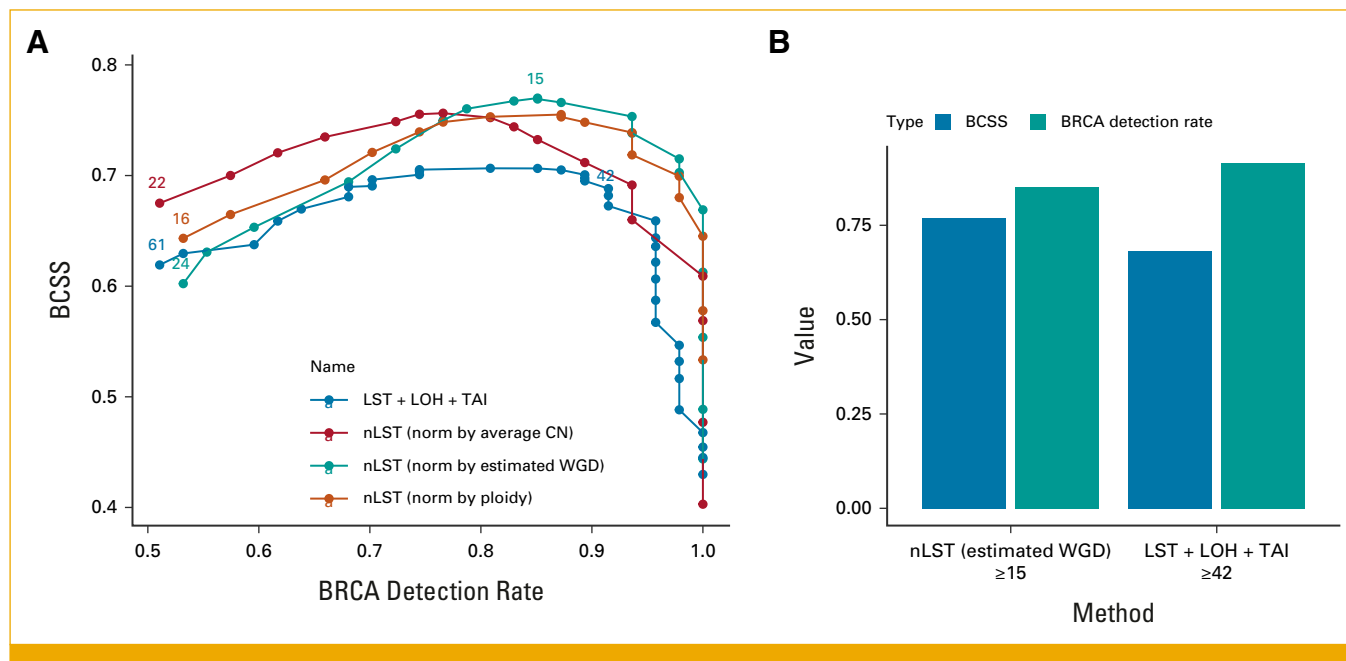 A
0.8
0.7
0.6
0.5
0.4
BCSS
22
16
61
24
15
42
Name
a LST + LOH + TAI
a nLST (norm by average CN)
a nLST (norm by estimated WGD)
a nLST (norm by ploidy)
0.5 0.6 0.7 0.8 0.9 1.0
BRCA Detection Rate
B
Type BCSS BRCA detection rate
0.75
0.50
0.25
0.00
Value
nLST (estimated WGD) LST + LOH + TAI
≥15 ≥42
Method